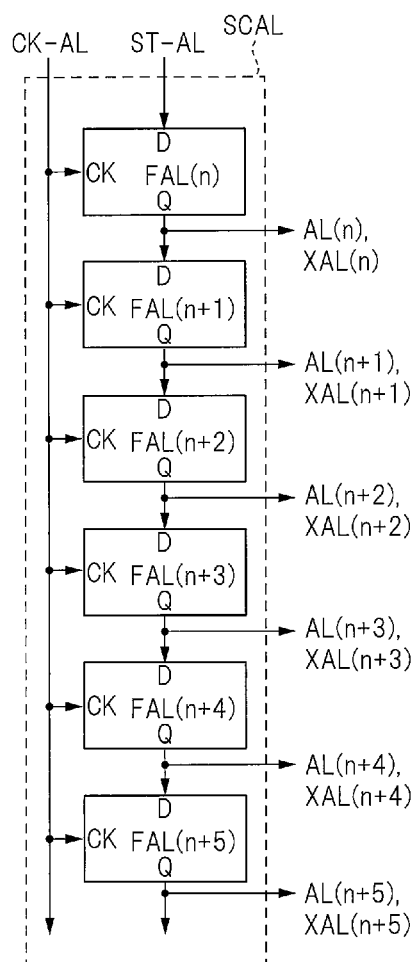 SCAL
CK-AL ST-AL
D
CK FAL(n)
Q
AL(n),
XAL(n)
D
CK FAL(n+1)
Q
AL(n+1),
XAL(n+1)
D
CK FAL(n+2)
Q
AL(n+2),
XAL(n+2)
D
CK FAL(n+3)
Q
AL(n+3),
XAL(n+3)
D
CK FAL(n+4)
Q
AL(n+4),
XAL(n+4)
D
CK FAL(n+5)
Q
AL(n+5),
XAL(n+5)